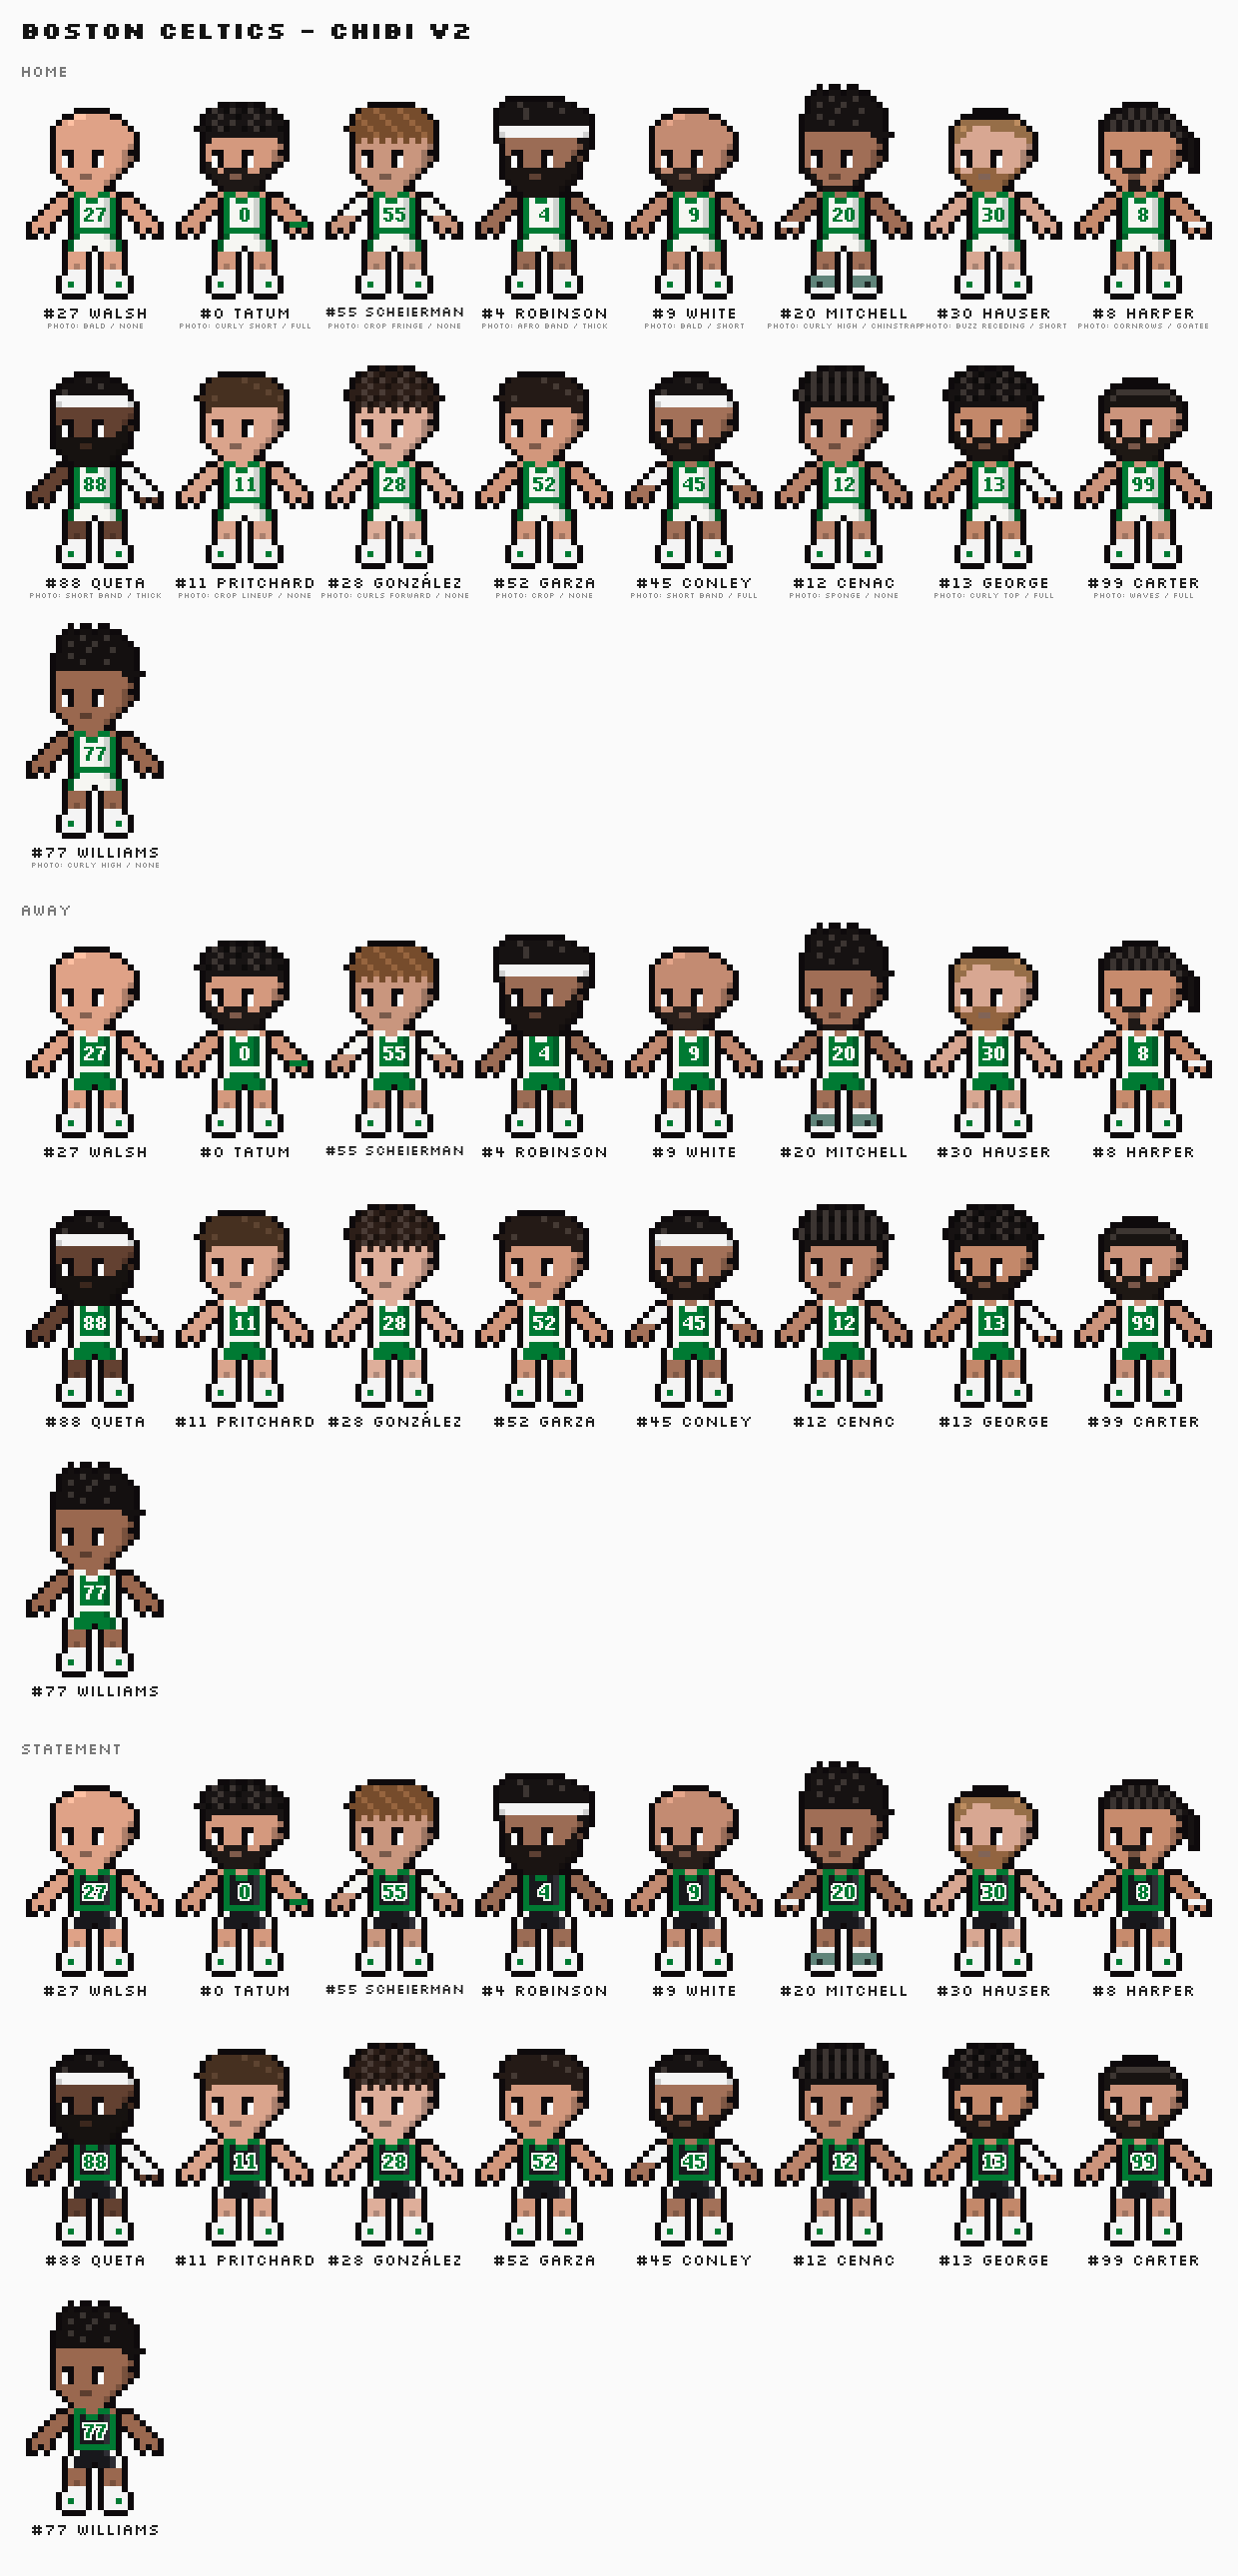 BOSTON CELTICS - CHIBI V2
HOME
27 0 55 4 9 20 30 8
#27 WALSH #0 TATUM #55 SCHEIERMAN #4 ROBINSON #9 WHITE #20 MITCHELL #30 HAUSER #8 HARPER
PHOTO: BALD / NONE PHOTO: CURLY SHORT / FULL PHOTO: CROP FRINGE / NONE PHOTO: AFRO BAND / THICK PHOTO: BALD / SHORT PHOTO: CURLY HIGH / CHINSTRAP PHOTO: BUZZ RECEDING / SHORT PHOTO: CORNROWS / GOATEE
88 11 28 52 45 12 13 99
#88 QUETA #11 PRITCHARD #28 GONZÁLEZ #52 GARZA #45 CONLEY #12 CENAC #13 GEORGE #99 CARTER
PHOTO: SHORT BAND / THICK PHOTO: CROP LINEUP / NONE PHOTO: CURLS FORWARD / NONE PHOTO: CROP / NONE PHOTO: SHORT BAND / FULL PHOTO: SPONGE / NONE PHOTO: CURLY TOP / FULL PHOTO: WAVES / FULL
77
#77 WILLIAMS
PHOTO: CURLY HIGH / NONE
AWAY
27 0 55 4 9 20 30 8
#27 WALSH #0 TATUM #55 SCHEIERMAN #4 ROBINSON #9 WHITE #20 MITCHELL #30 HAUSER #8 HARPER
88 11 28 52 45 12 13 99
#88 QUETA #11 PRITCHARD #28 GONZÁLEZ #52 GARZA #45 CONLEY #12 CENAC #13 GEORGE #99 CARTER
77
#77 WILLIAMS
STATEMENT
27 0 55 4 9 20 30 8
#27 WALSH #0 TATUM #55 SCHEIERMAN #4 ROBINSON #9 WHITE #20 MITCHELL #30 HAUSER #8 HARPER
88 11 28 52 45 12 13 99
#88 QUETA #11 PRITCHARD #28 GONZÁLEZ #52 GARZA #45 CONLEY #12 CENAC #13 GEORGE #99 CARTER
77
#77 WILLIAMS